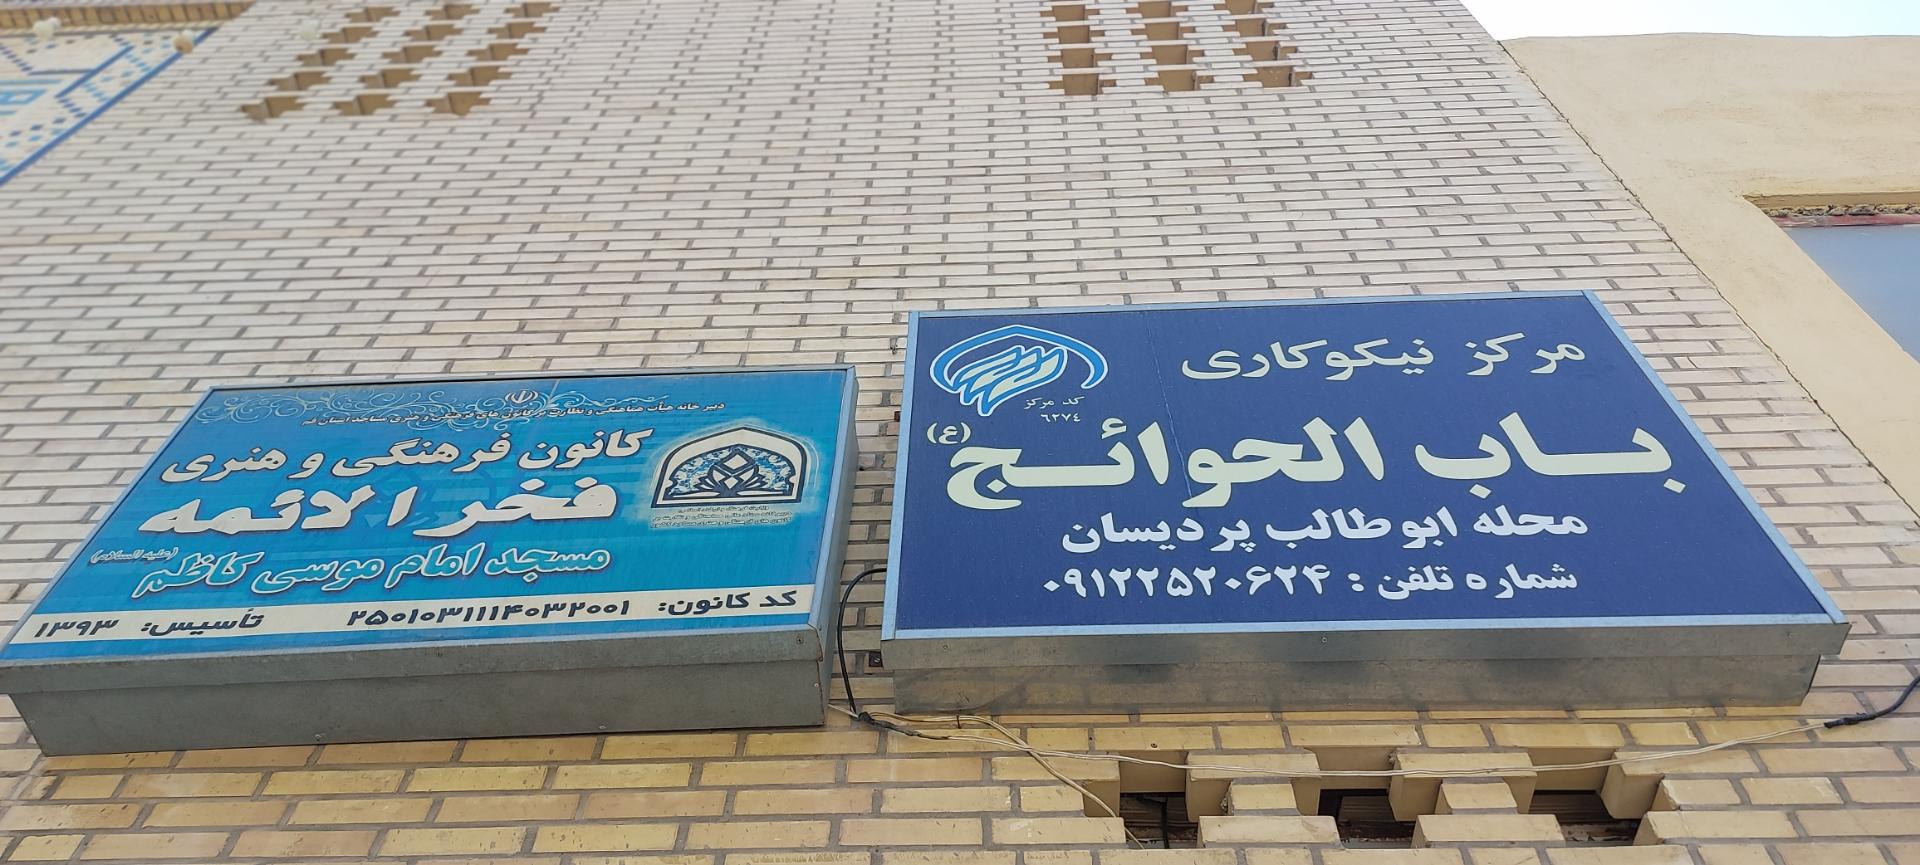 مرکز نیکوکاری
کد مرکز
٦٢٧٤
باب الحوائج (ع)
محله ابوطالب پردیسان
شماره تلفن : ۰۹۱۲۲۵۲۰۶۲۴
دبیرخانه هیأت هماهنگی و نظارت بر کانون های فرهنگی و هنری مساجد استان قم
کانون فرهنگی و هنری
فخر الائمه
مسجد امام موسی کاظم (علیه السلام)
کد کانون: ۲۵۰۱۰۳۱۱۱۴۰۳۲۰۰۱ تأسیس: ۱۳۹۳